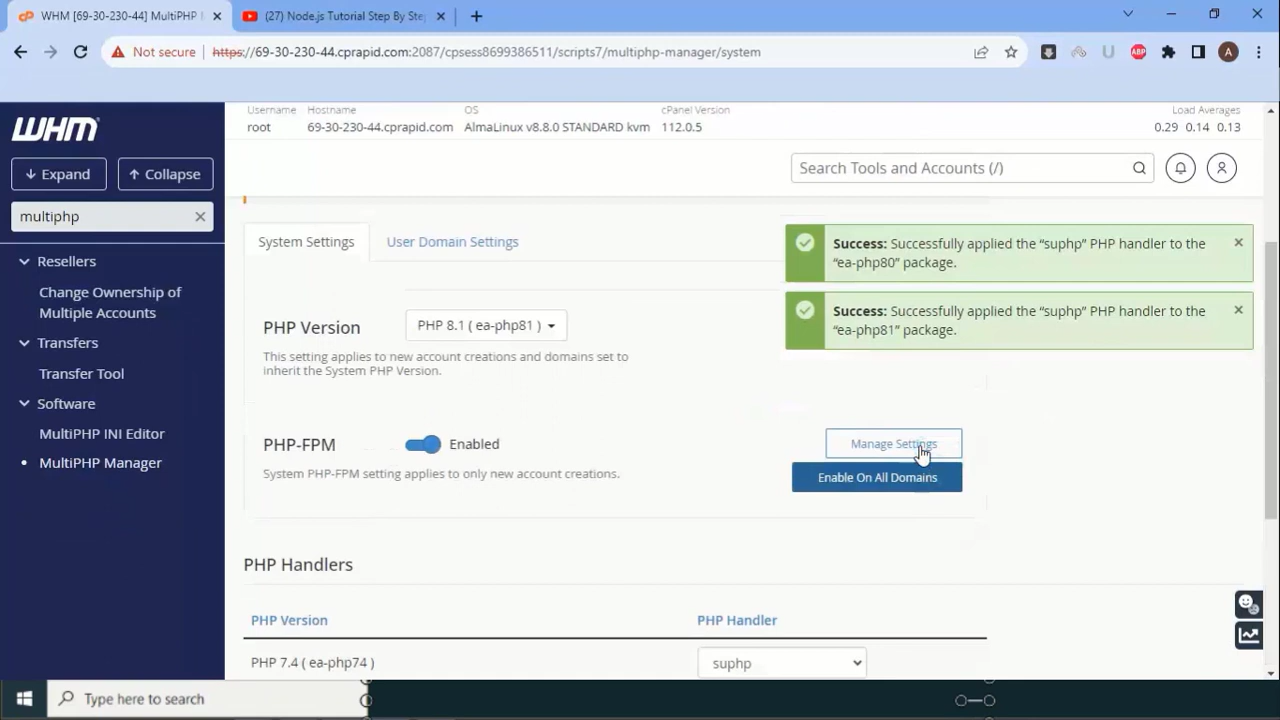 WHM [69-30-230-44] MultiPHP
(27) Node.js Tutorial Step By Ste
Not secure
https://69-30-230-44.cprapid.com:2087/cpsess8699386511/scripts7/multiphp-manager/system
ABP
A
WHM
Expand
Collapse
multiphp
Resellers
Change Ownership of
Multiple Accounts
Transfers
Transfer Tool
Software
MultiPHP INI Editor
MultiPHP Manager
Username Hostname OS cPanel Version Load Averages
root 69-30-230-44.cprapid.com AlmaLinux v8.8.0 STANDARD kvm 112.0.5 0.29 0.14 0.13
Search Tools and Accounts (/)
System Settings
User Domain Settings
Success: Successfully applied the “suphp” PHP handler to the
“ea-php80” package.
Success: Successfully applied the “suphp” PHP handler to the
“ea-php81” package.
PHP Version
PHP 8.1 ( ea-php81 )
This setting applies to new account creations and domains set to
inherit the System PHP Version.
PHP-FPM
Enabled
Manage Settings
System PHP-FPM setting applies to only new account creations.
Enable On All Domains
PHP Handlers
PHP Version PHP Handler
PHP 7.4 ( ea-php74 ) suphp
Type here to search